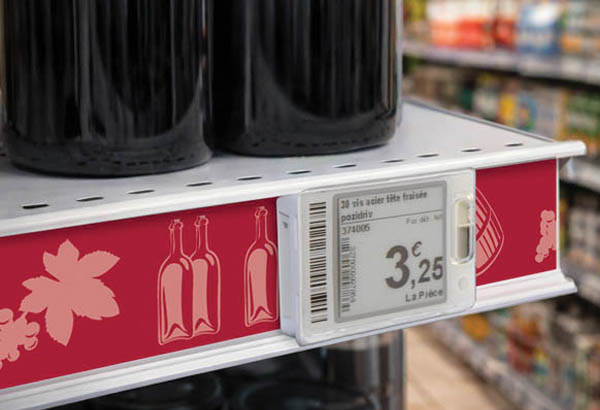 30 vis acier tête fraisée
pozidriv
374005
3€,25
La Pièce